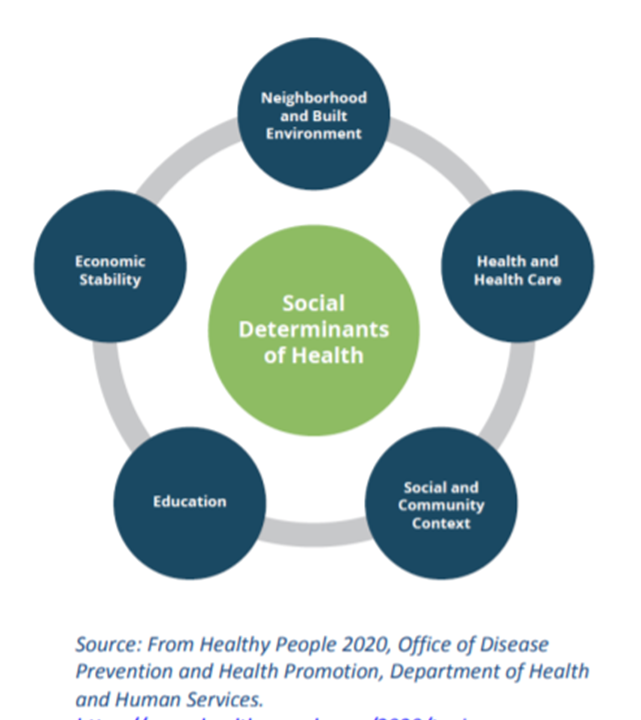 Neighborhood
and Built
Environment
Economic
Stability
Health and
Health Care
Social
Determinants
of Health
Education
Social and
Community
Context
Source: From Healthy People 2020, Office of Disease
Prevention and Health Promotion, Department of Health
and Human Services.